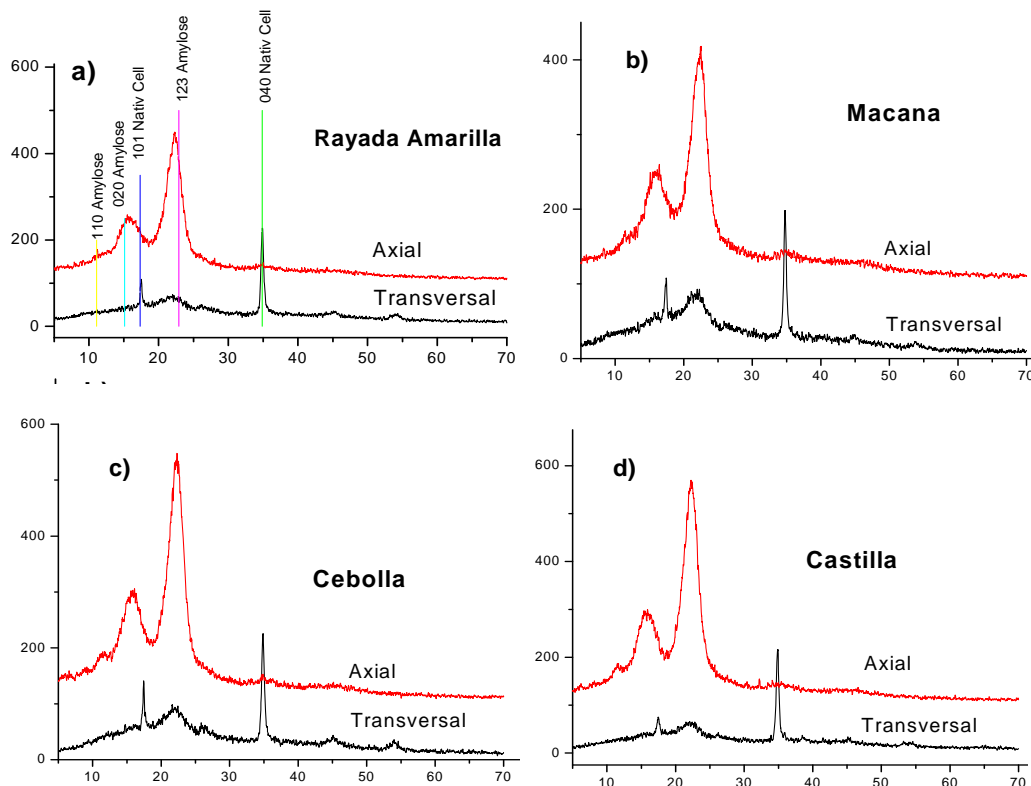 a)
110 Amylose
020 Amylose
101 Nativ Cell
123 Amylose
040 Nativ Cell
Rayada Amarilla
Axial
Transversal
600
400
200
0
10 20 30 40 50 60 70
b)
Macana
Axial
Transversal
400
200
0
10 20 30 40 50 60 70
c)
Cebolla
Axial
Transversal
600
400
200
0
10 20 30 40 50 60 70
d)
Castilla
Axial
Transversal
600
400
200
0
10 20 30 40 50 60 70